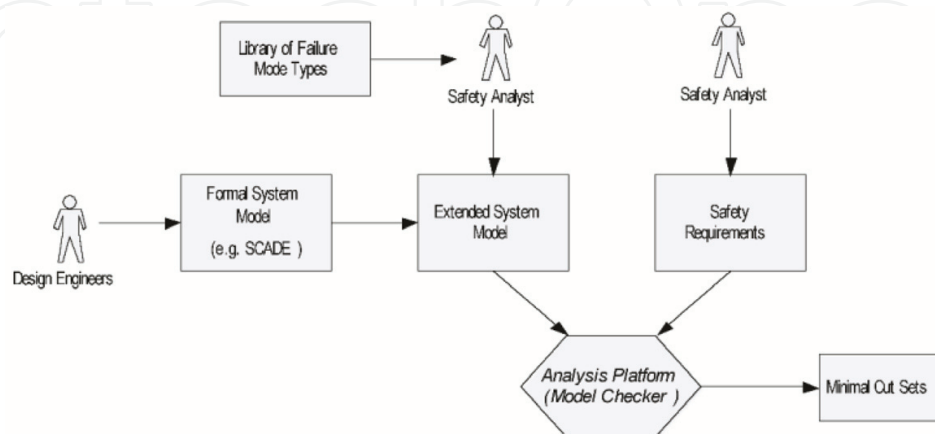 Library of Failure
Mode Types
Safety Analyst
Safety Analyst
Formal System
Model
(e.g. SCADE )
Extended System
Model
Safety
Requirements
Design Engineers
Analysis Platform
(Model Checker )
Minimal Cut Sets